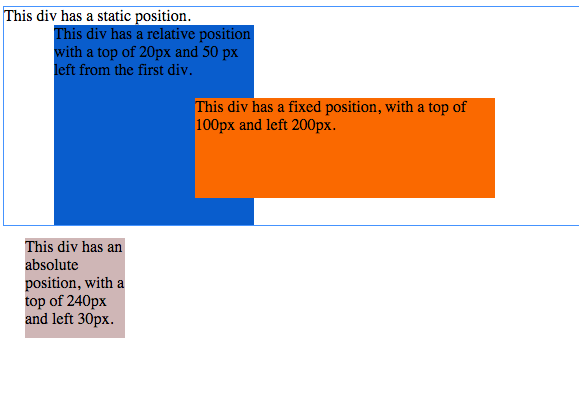 This div has a static position.
This div has a relative position
with a top of 20px and 50 px
left from the first div.
This div has a fixed position, with a top of
100px and left 200px.
This div has an
absolute
position, with a
top of 240px
and left 30px.